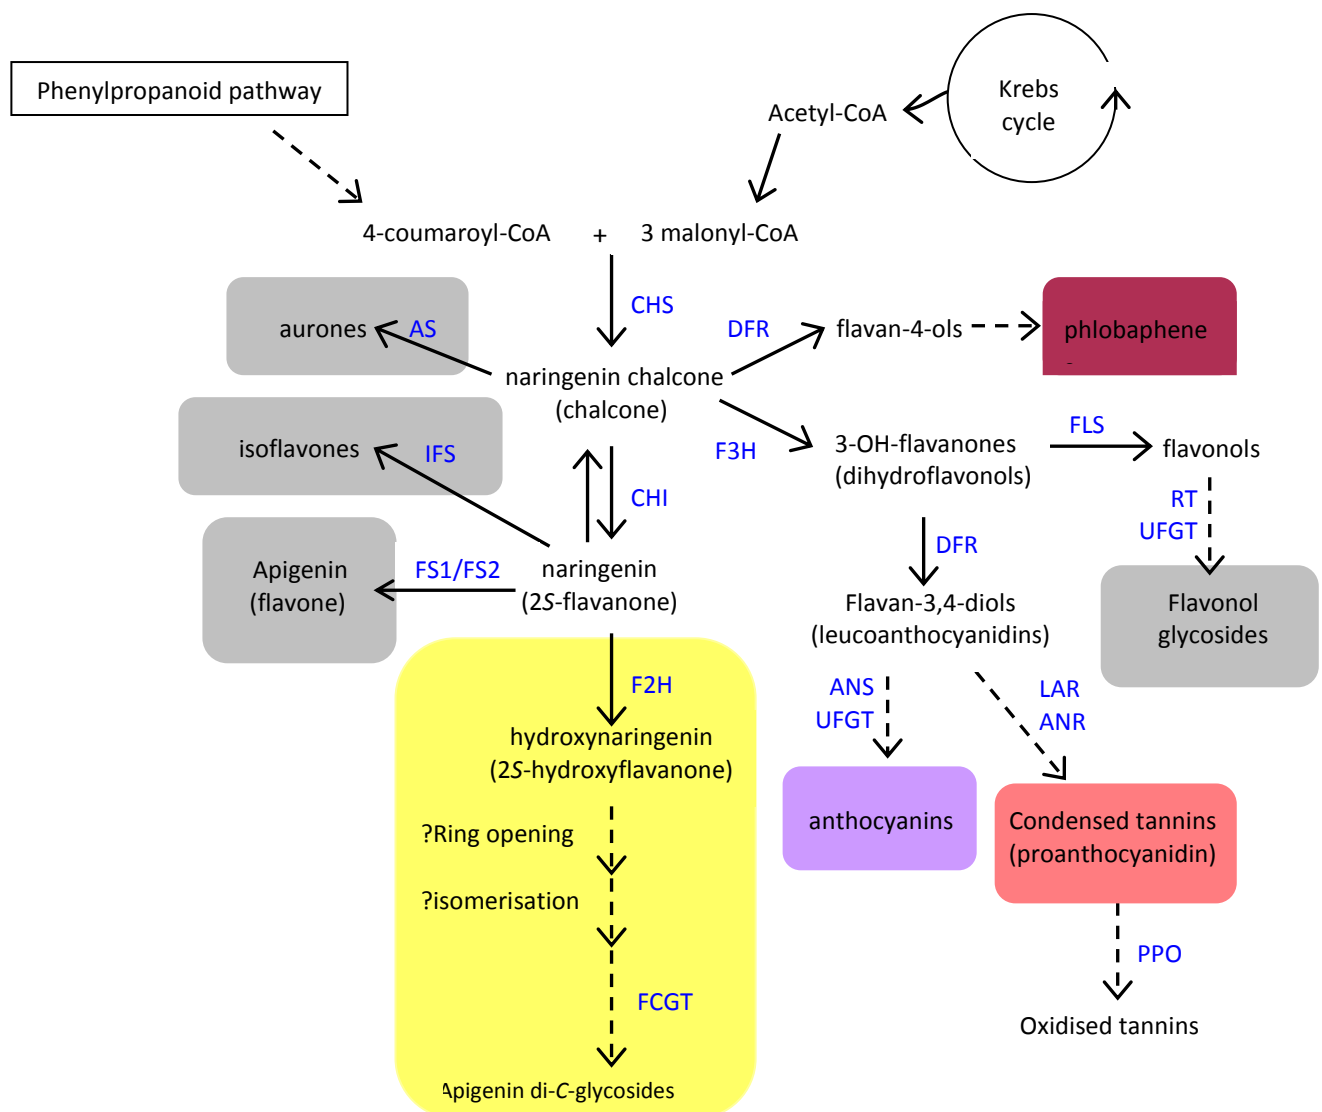 Phenylpropanoid pathway
Krebs
cycle
Acetyl-CoA
4-coumaroyl-CoA + 3 malonyl-CoA
CHS
aurones
AS
DFR
flavan-4-ols
phlobaphene
naringenin chalcone
(chalcone)
isoflavones
IFS
F3H
3-OH-flavanones
(dihydroflavonols)
FLS
flavonols
CHI
RT
UFGT
DFR
Apigenin
(flavone)
FS1/FS2
naringenin
(2S-flavanone)
Flavan-3,4-diols
(leucoanthocyanidins)
Flavonol
glycosides
F2H
ANS
UFGT
LAR
ANR
hydroxynaringenin
(2S-hydroxyflavanone)
anthocyanins
Condensed tannins
(proanthocyanidin)
?Ring opening
?isomerisation
PPO
FCGT
Oxidised tannins
Apigenin di-C-glycosides